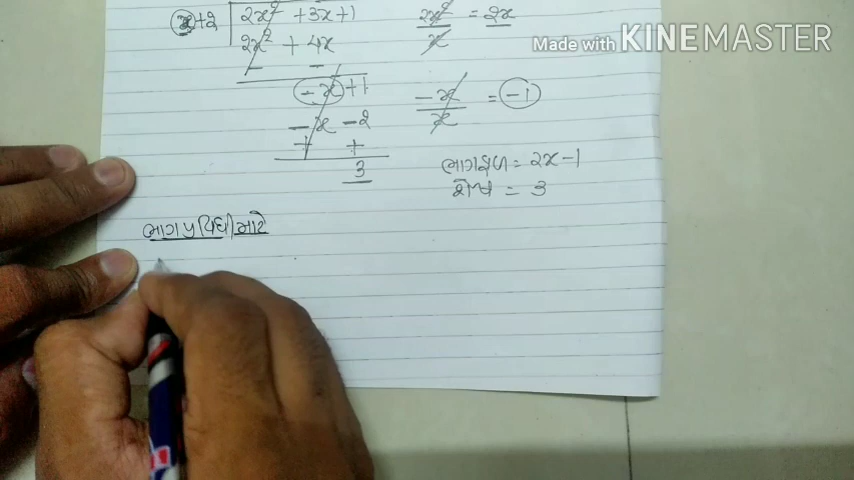 x+2 2x² +3x+1 2x²/x = 2x
2x² + 4x
- -
-x +1 -x/x = -1
-x -2
+ +
3
ભાગફળ = 2x-1
શેષ = 3
ભાગ પ્રવિધી માટે
Made with KINEMASTER